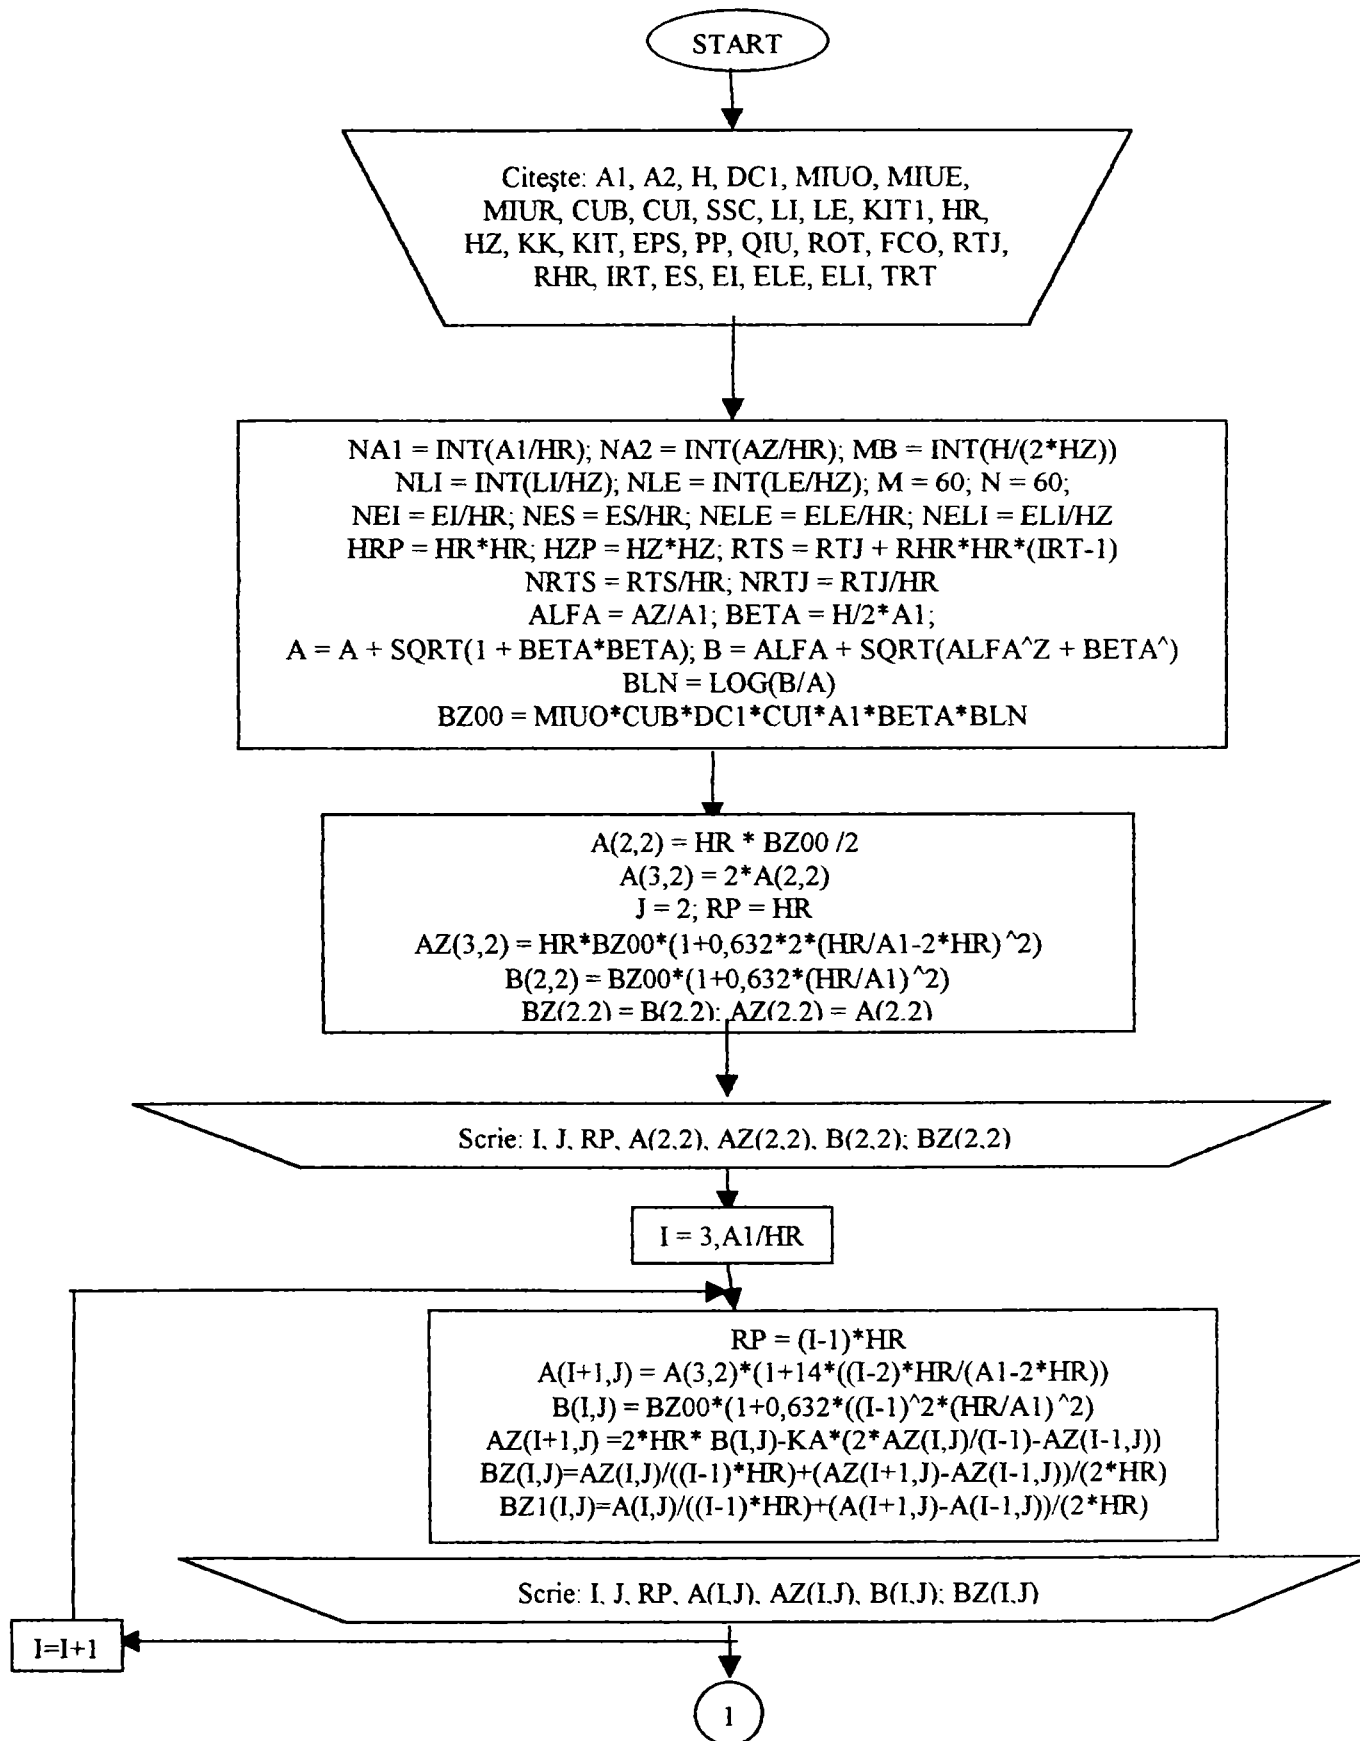 START
Citeşte: A1, A2, H, DC1, MIUO, MIUE,
MIUR, CUB, CUI, SSC, LI, LE, KIT1, HR,
HZ, KK, KIT, EPS, PP, QIU, ROT, FCO, RTJ,
RHR, IRT, ES, EI, ELE, ELI, TRT
NA1 = INT(A1/HR); NA2 = INT(AZ/HR); MB = INT(H/(2*HZ))
NLI = INT(LI/HZ); NLE = INT(LE/HZ); M = 60; N = 60;
NEI = EI/HR; NES = ES/HR; NELE = ELE/HR; NELI = ELI/HZ
HRP = HR*HR; HZP = HZ*HZ; RTS = RTJ + RHR*HR*(IRT-1)
NRTS = RTS/HR; NRTJ = RTJ/HR
ALFA = AZ/A1; BETA = H/2*A1;
A = A + SQRT(1 + BETA*BETA); B = ALFA + SQRT(ALFA^Z + BETA^)
BLN = LOG(B/A)
BZ00 = MIUO*CUB*DC1*CUI*A1*BETA*BLN
A(2,2) = HR * BZ00 /2
A(3,2) = 2*A(2,2)
J = 2; RP = HR
AZ(3,2) = HR*BZ00*(1+0,632*2*(HR/A1-2*HR)^2)
B(2,2) = BZ00*(1+0,632*(HR/A1)^2)
BZ(2,2) = B(2,2); AZ(2,2) = A(2,2)
Scrie: I, J, RP, A(2,2), AZ(2,2), B(2,2); BZ(2,2)
I = 3,A1/HR
RP = (I-1)*HR
A(I+1,J) = A(3,2)*(1+14*((I-2)*HR/(A1-2*HR))
B(I,J) = BZ00*(1+0,632*((I-1)^2*(HR/A1)^2)
AZ(I+1,J) =2*HR* B(I,J)-KA*(2*AZ(I,J)/(I-1)-AZ(I-1,J))
BZ(I,J)=AZ(I,J)/((I-1)*HR)+(AZ(I+1,J)-AZ(I-1,J))/(2*HR)
BZ1(I,J)=A(I,J)/((I-1)*HR)+(A(I+1,J)-A(I-1,J))/(2*HR)
Scrie: I, J, RP, A(I,J), AZ(I,J), B(I,J); BZ(I,J)
I=I+1
1